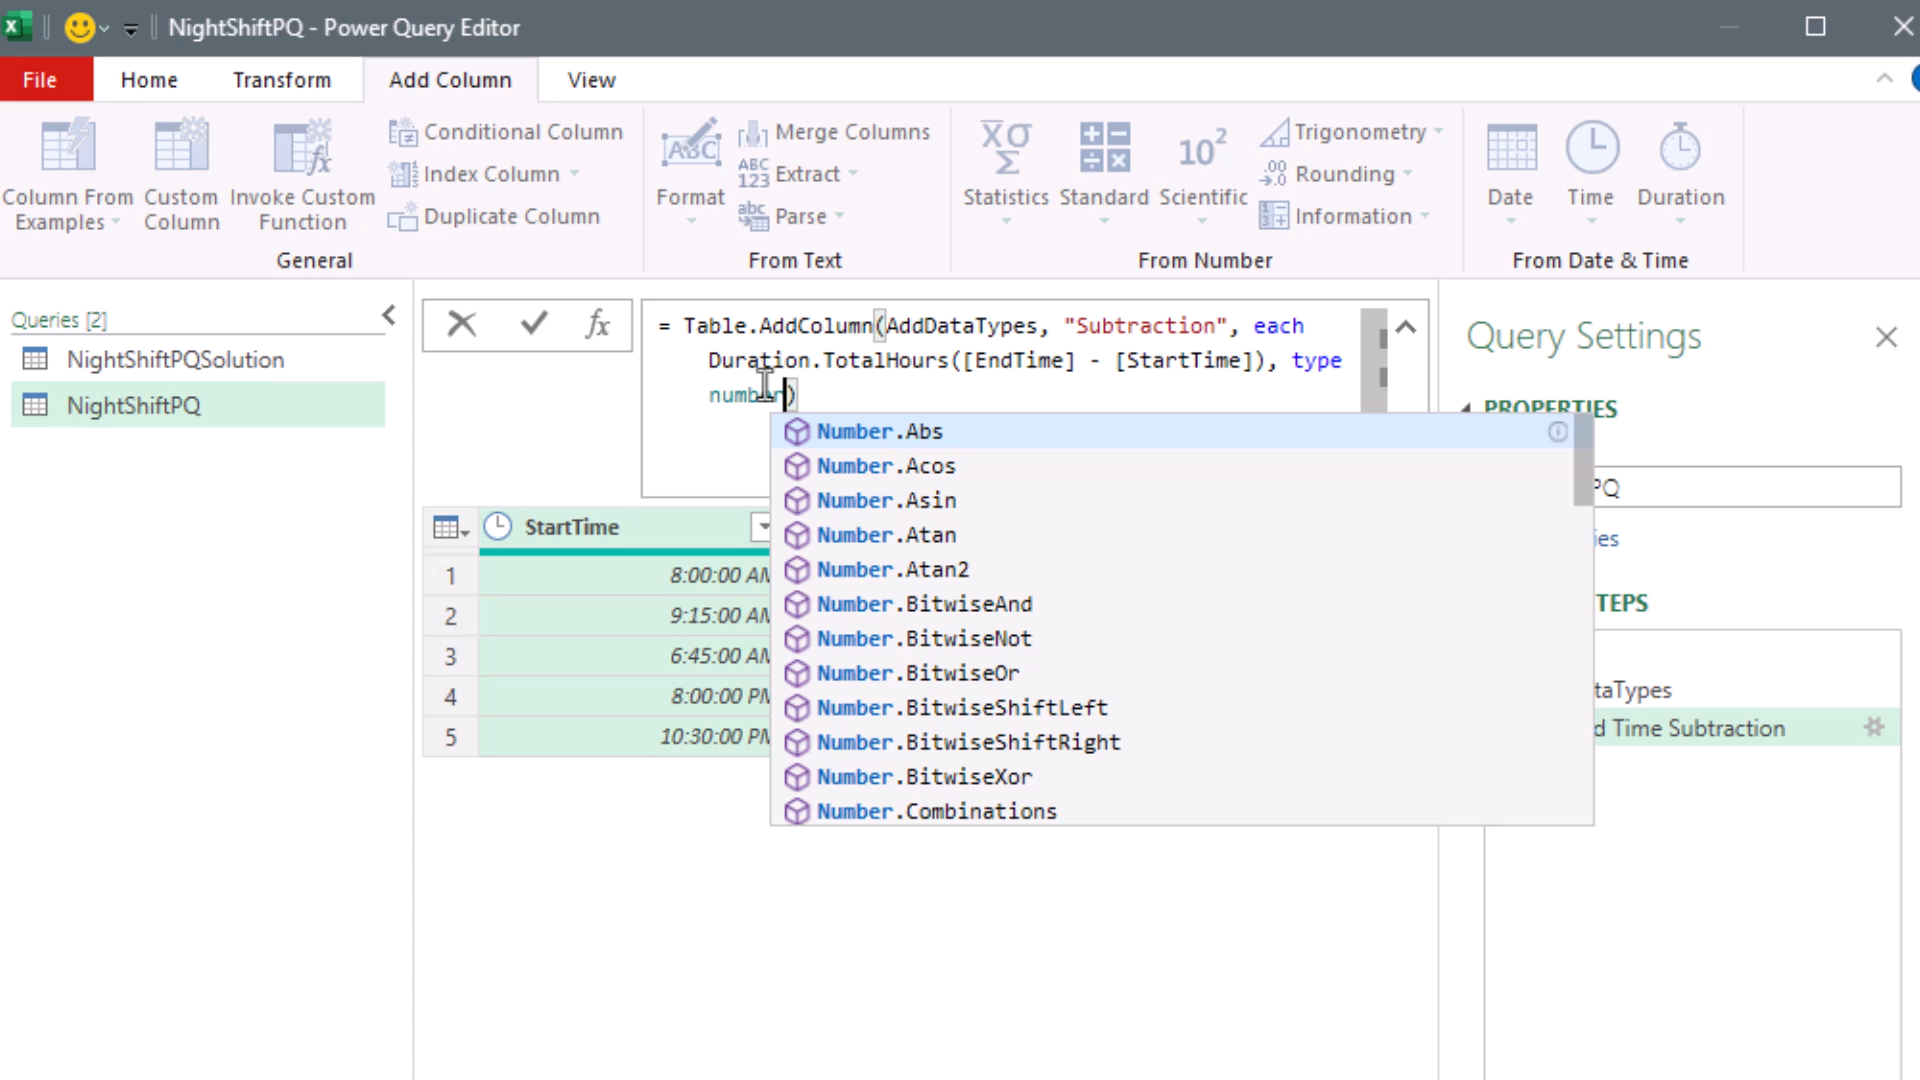 NightShiftPQ - Power Query Editor
File Home Transform Add Column View
Column From Examples
Custom Column
Invoke Custom Function
Conditional Column
Index Column
Duplicate Column
General
Format
Merge Columns
Extract
Parse
From Text
Statistics
Standard
Scientific
Trigonometry
Rounding
Information
From Number
Date
Time
Duration
From Date & Time
Queries [2]
NightShiftPQSolution
NightShiftPQ
= Table.AddColumn(AddDataTypes, "Subtraction", each
Duration.TotalHours([EndTime] - [StartTime]), type
number)
Number.Abs
Number.Acos
Number.Asin
Number.Atan
Number.Atan2
Number.BitwiseAnd
Number.BitwiseNot
Number.BitwiseOr
Number.BitwiseShiftLeft
Number.BitwiseShiftRight
Number.BitwiseXor
Number.Combinations
StartTime
1 8:00:00 AM
2 9:15:00 AM
3 6:45:00 AM
4 8:00:00 PM
5 10:30:00 PM
Query Settings
PROPERTIES
PQ
ies
TEPS
taTypes
d Time Subtraction